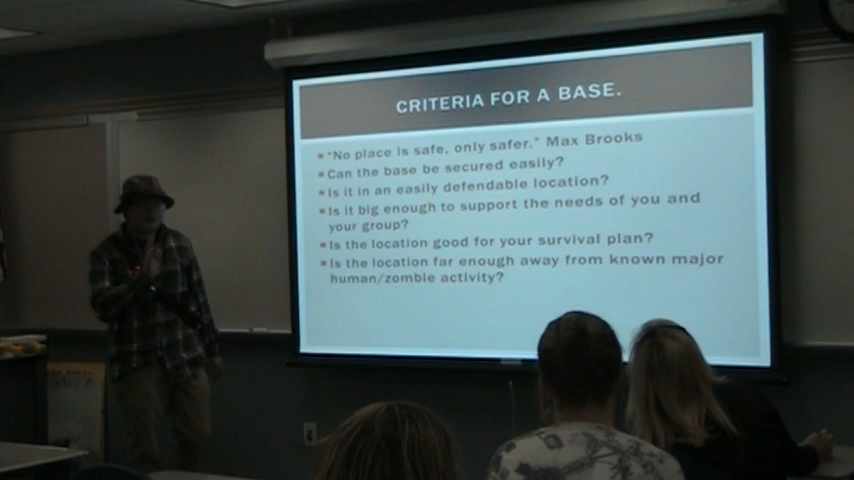 CRITERIA FOR A BASE.
"No place is safe, only safer." Max Brooks
Can the base be secured easily?
Is it in an easily defendable location?
Is it big enough to support the needs of you and
your group?
Is the location good for your survival plan?
Is the location far enough away from known major
human/zombie activity?